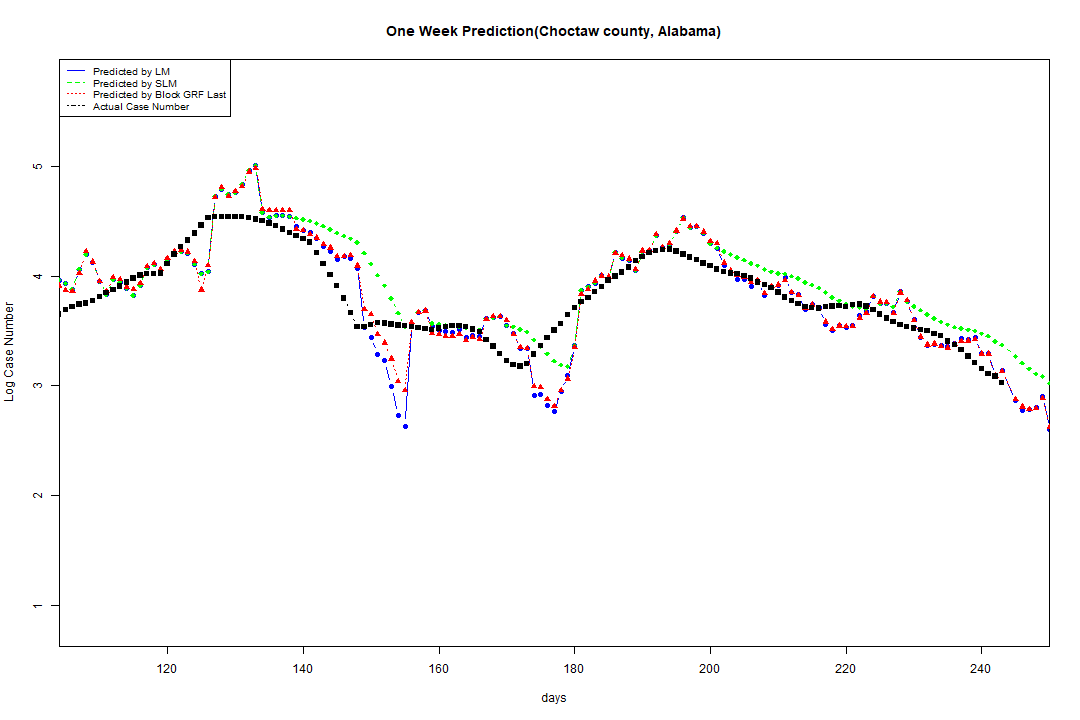 One Week Prediction(Choctaw county, Alabama)
Predicted by LM
Predicted by SLM
Predicted by Block GRF Last
Actual Case Number
5
4
3
2
1
Log Case Number
120 140 160 180 200 220 240
days